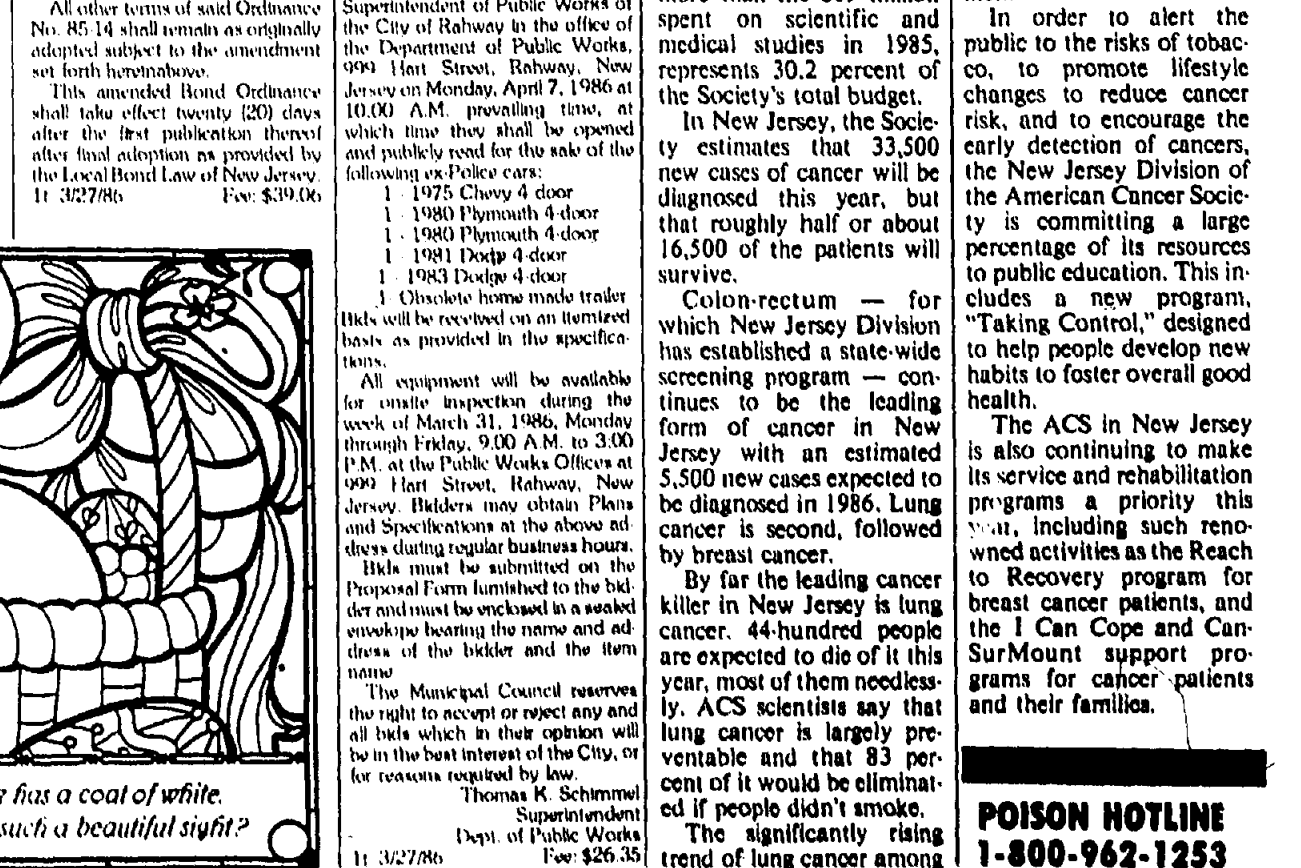 All other terms of said Ordinance
No. 85-14 shall remain as originally
adopted subject to the amendment
set forth hereinabove.
This amended Bond Ordinance
shall take effect twenty (20) days
after the first publication thereof
after final adoption as provided by
the Local Bond Law of New Jersey.
1t 3/27/86 Fee: $39.06
r has a coat of white.
such a beautiful sight?
Superintendent of Public Works of
the City of Rahway in the office of
the Department of Public Works,
999 Hart Street, Rahway, New
Jersey on Monday, April 7, 1986 at
10:00 A.M. prevailing time, at
which time they shall be opened
and publicly read for the sale of the
following ex-Police cars:
1 - 1975 Chevy 4 door
1 - 1980 Plymouth 4-door
1 - 1980 Plymouth 4-door
1 - 1981 Dodge 4-door
1 - 1983 Dodge 4-door
1 - Obsolete home made trailer
Bids will be received on an itemized
basis as provided in the specifica-
tions.
All equipment will be available
for onsite inspection during the
week of March 31, 1986, Monday
through Friday, 9:00 A.M. to 3:00
P.M. at the Public Works Offices at
999 Hart Street, Rahway, New
Jersey. Bidders may obtain Plans
and Specifications at the above ad-
dress during regular business hours.
Bids must be submitted on the
Proposal Form furnished to the bid-
der and must be enclosed in a sealed
envelope bearing the name and ad-
dress of the bidder and the item
name
The Municipal Council reserves
the right to accept or reject any and
all bids which in their opinion will
be in the best interest of the City, or
for reasons required by law.
Thomas K. Schimmel
Superintendent
Dept. of Public Works
1t 3/27/86 Fee: $26.35
spent on scientific and
medical studies in 1985,
represents 30.2 percent of
the Society's total budget.
In New Jersey, the Socie-
ty estimates that 33,500
new cases of cancer will be
diagnosed this year, but
that roughly half or about
16,500 of the patients will
survive.
Colon-rectum — for
which New Jersey Division
has established a state-wide
screening program — con-
tinues to be the leading
form of cancer in New
Jersey with an estimated
5,500 new cases expected to
be diagnosed in 1986. Lung
cancer is second, followed
by breast cancer.
By far the leading cancer
killer in New Jersey is lung
cancer. 44-hundred people
are expected to die of it this
year, most of them needless-
ly. ACS scientists say that
lung cancer is largely pre-
ventable and that 83 per-
cent of it would be eliminat-
ed if people didn't smoke.
The significantly rising
trend of lung cancer among
In order to alert the
public to the risks of tobac-
co, to promote lifestyle
changes to reduce cancer
risk, and to encourage the
early detection of cancers,
the New Jersey Division of
the American Cancer Socie-
ty is committing a large
percentage of its resources
to public education. This in-
cludes a new program,
"Taking Control," designed
to help people develop new
habits to foster overall good
health.
The ACS in New Jersey
is also continuing to make
its service and rehabilitation
programs a priority this
year, including such reno-
wned activities as the Reach
to Recovery program for
breast cancer patients, and
the I Can Cope and Can-
SurMount support pro-
grams for cancer patients
and their families.
POISON HOTLINE
1-800-962-1253